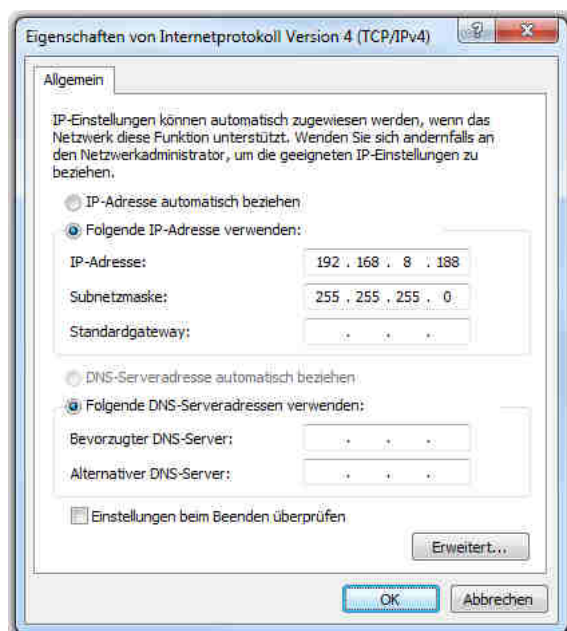 Eigenschaften von Internetprotokoll Version 4 (TCP/IPv4)
Allgemein
IP-Einstellungen können automatisch zugewiesen werden, wenn das
Netzwerk diese Funktion unterstützt. Wenden Sie sich andernfalls an
den Netzwerkadministrator, um die geeigneten IP-Einstellungen zu
beziehen.
IP-Adresse automatisch beziehen
Folgende IP-Adresse verwenden:
IP-Adresse: 192 . 168 . 8 . 188
Subnetzmaske: 255 . 255 . 255 . 0
Standardgateway: . . .
DNS-Serveradresse automatisch beziehen
Folgende DNS-Serveradressen verwenden:
Bevorzugter DNS-Server: . . .
Alternativer DNS-Server: . . .
Einstellungen beim Beenden überprüfen
Erweitert...
OK Abbrechen